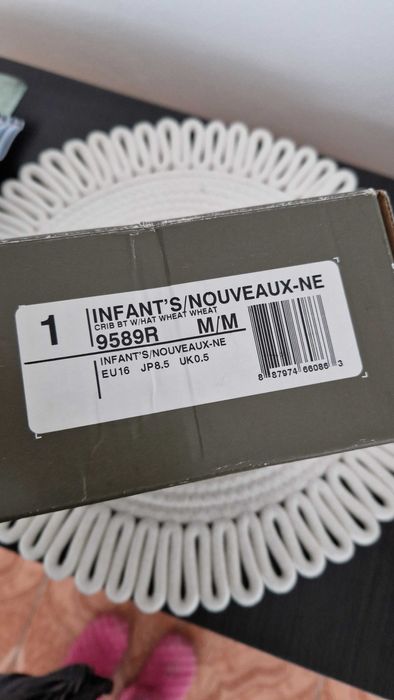 1
INFANT'S/NOUVEAUX-NE
CRIB BT W/HAT WHEAT WHEAT
9589R M/M
INFANT'S/NOUVEAUX-NE
EU16 JP8.5 UK0.5
8 87974 66086 3